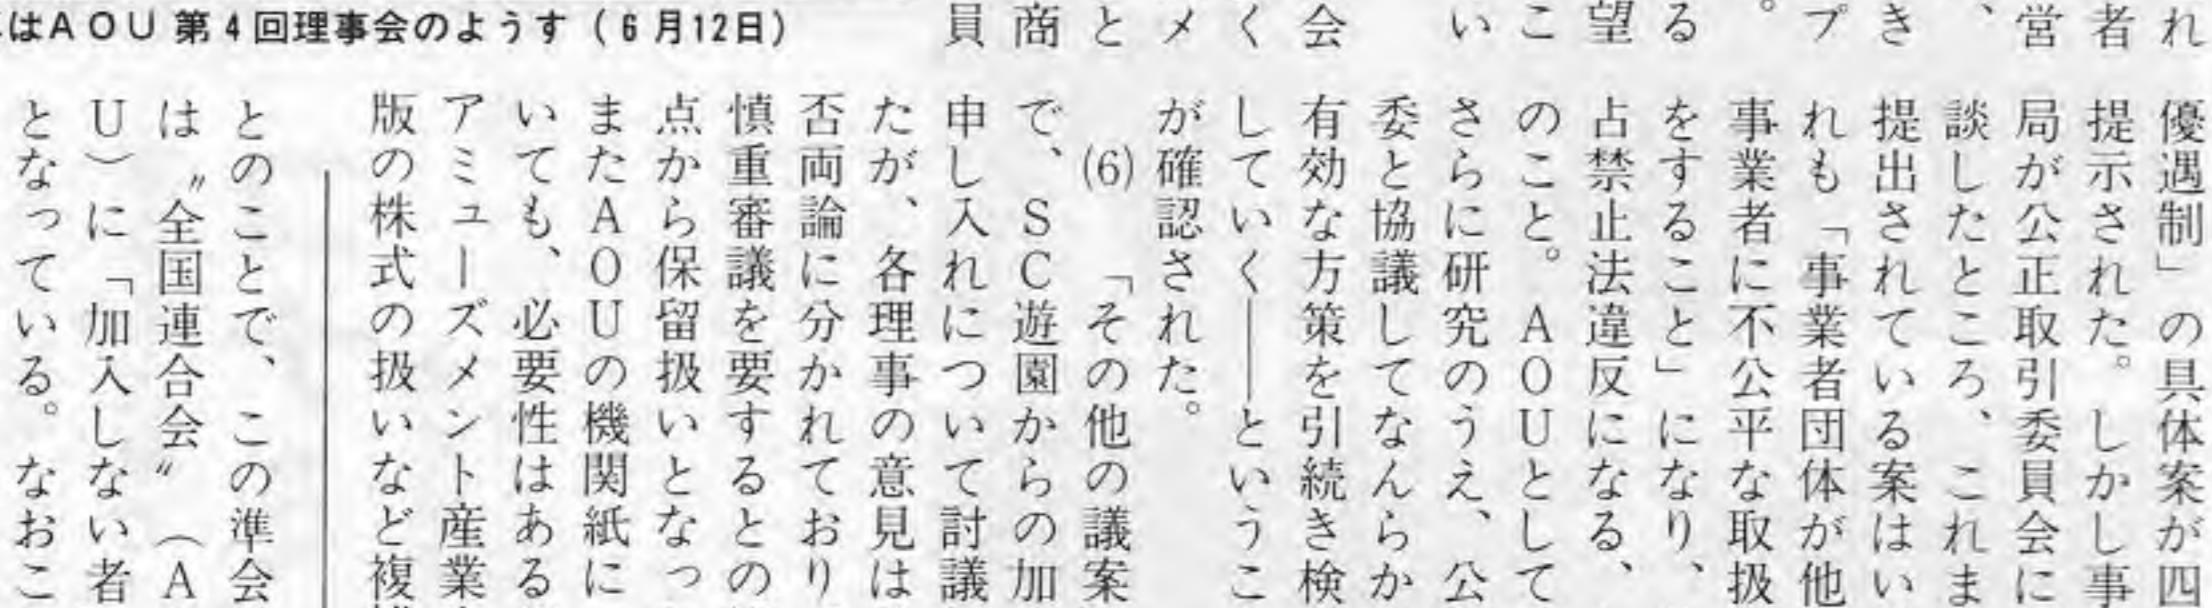 れ
者
営
、
き
プ
。
る
望
こ
い
会
く
メ
と
商
員
はAOU第4回理事会のようす（6月12日）
優遇制」の具体案が四
提示された。しかし事
局が公正取引委員会に
談したところ、これま
提出されている案はい
れも「事業者団体が他
事業者に不公平な取扱
をすること」になり、
占禁止法違反になる、
のこと。AOUとして
さらに研究のうえ、公
委と協議してなんらか
有効な方策を引続き検
していく――というこ
が確認された。
(6)「その他の議案
で、SC遊園からの加
申し入れについて討議
たが、各理事の意見は
否両論に分かれており
慎重審議を要するとの
点から保留扱いとなっ
またAOUの機関紙に
いても、必要性はある
アミューズメント産業
版の株式の扱いなど複
とのことで、この準会
は〝全国連合会〟（A
U）に「加入しない者
となっている。なおこ